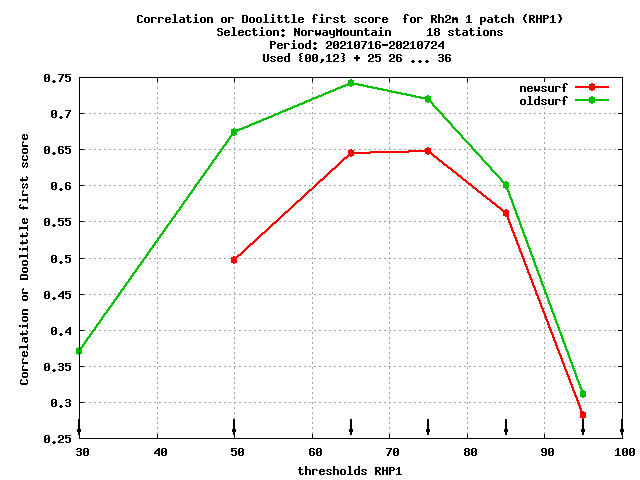 Correlation or Doolittle first score  for Rh2m 1 patch (RHP1)
Selection: NorwayMountain     18 stations
Period: 20210716-20210724
Used {00,12} + 25 26 ... 36
newsurf
oldsurf
Correlation or Doolittle first score
0.75
0.7
0.65
0.6
0.55
0.5
0.45
0.4
0.35
0.3
0.25
30 40 50 60 70 80 90 100
thresholds RHP1